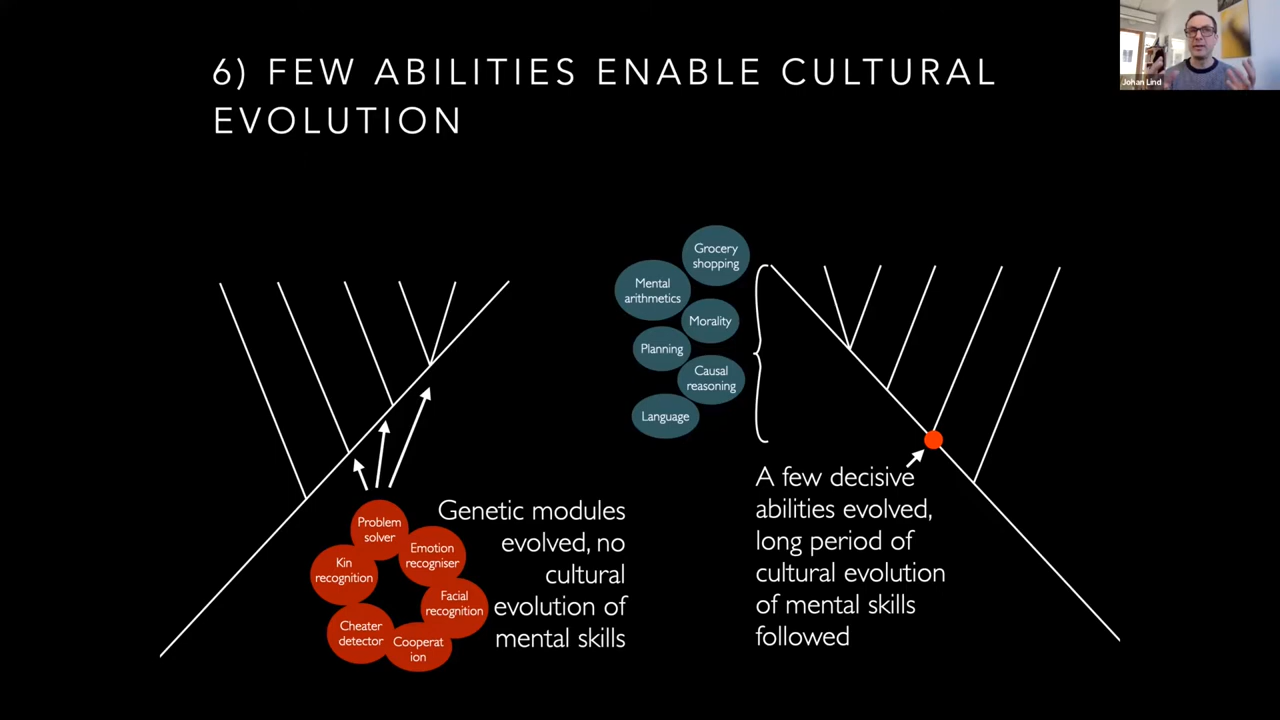 6) FEW ABILITIES ENABLE CULTURAL
EVOLUTION
Johan Lind
Grocery
shopping
Mental
arithmetics
Morality
Planning
Causal
reasoning
Language
Problem
solver
Emotion
recogniser
Kin
recognition
Facial
recognition
Cheater
detector
Cooperat
ion
Genetic modules
evolved, no
cultural
evolution of
mental skills
A few decisive
abilities evolved,
long period of
cultural evolution
of mental skills
followed